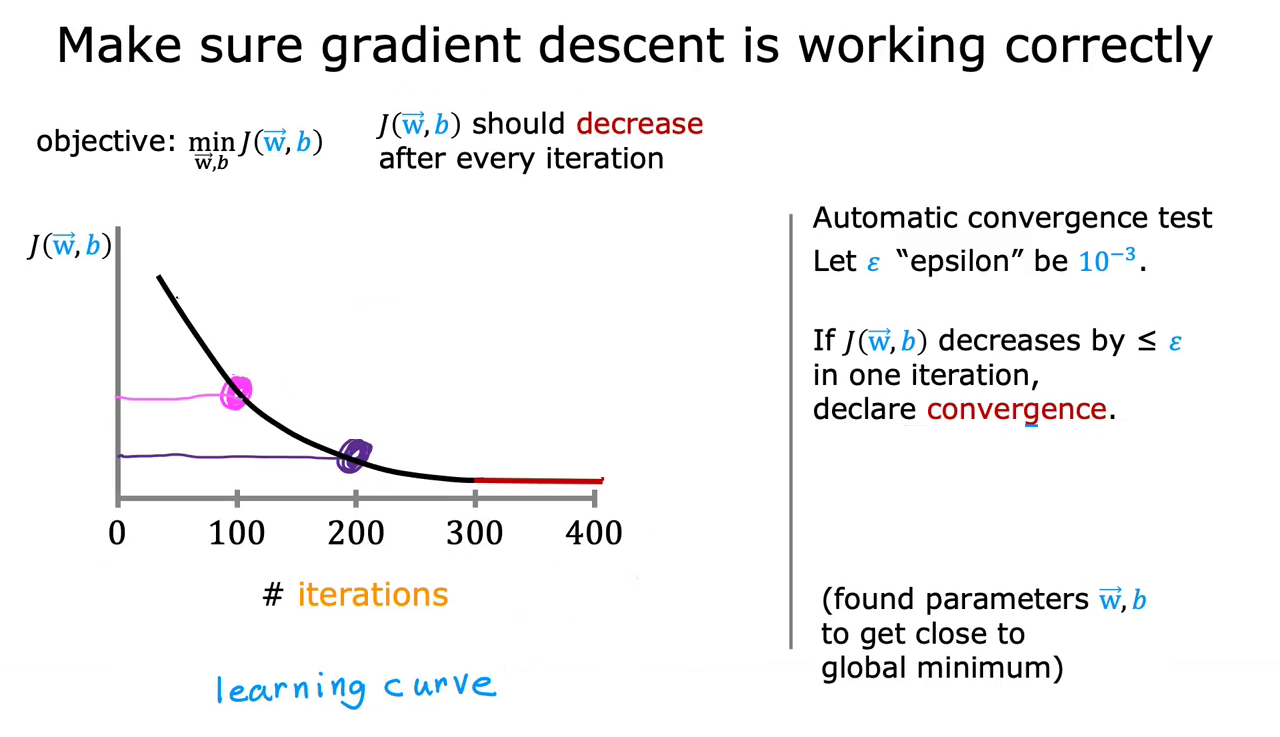 Make sure gradient descent is working correctly
objective: min J(w⃗, b)
w⃗,b
J(w⃗, b) should decrease
after every iteration
J(w⃗, b)
0 100 200 300 400
# iterations
learning curve
Automatic convergence test
Let ε “epsilon” be 10⁻³.
If J(w⃗, b) decreases by ≤ ε
in one iteration,
declare convergence.
(found parameters w⃗, b
to get close to
global minimum)